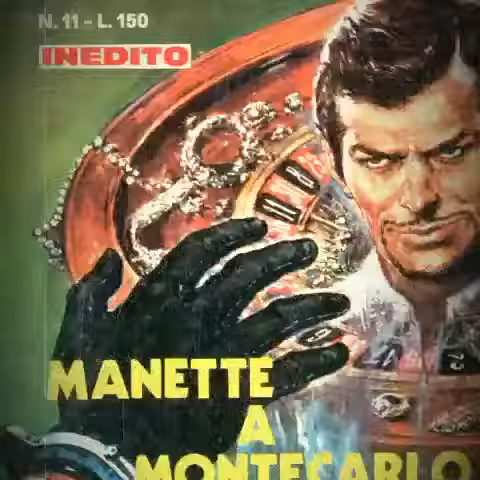 N. 11 - L. 150
INEDITO
MANETTE
A
MONTECARLO